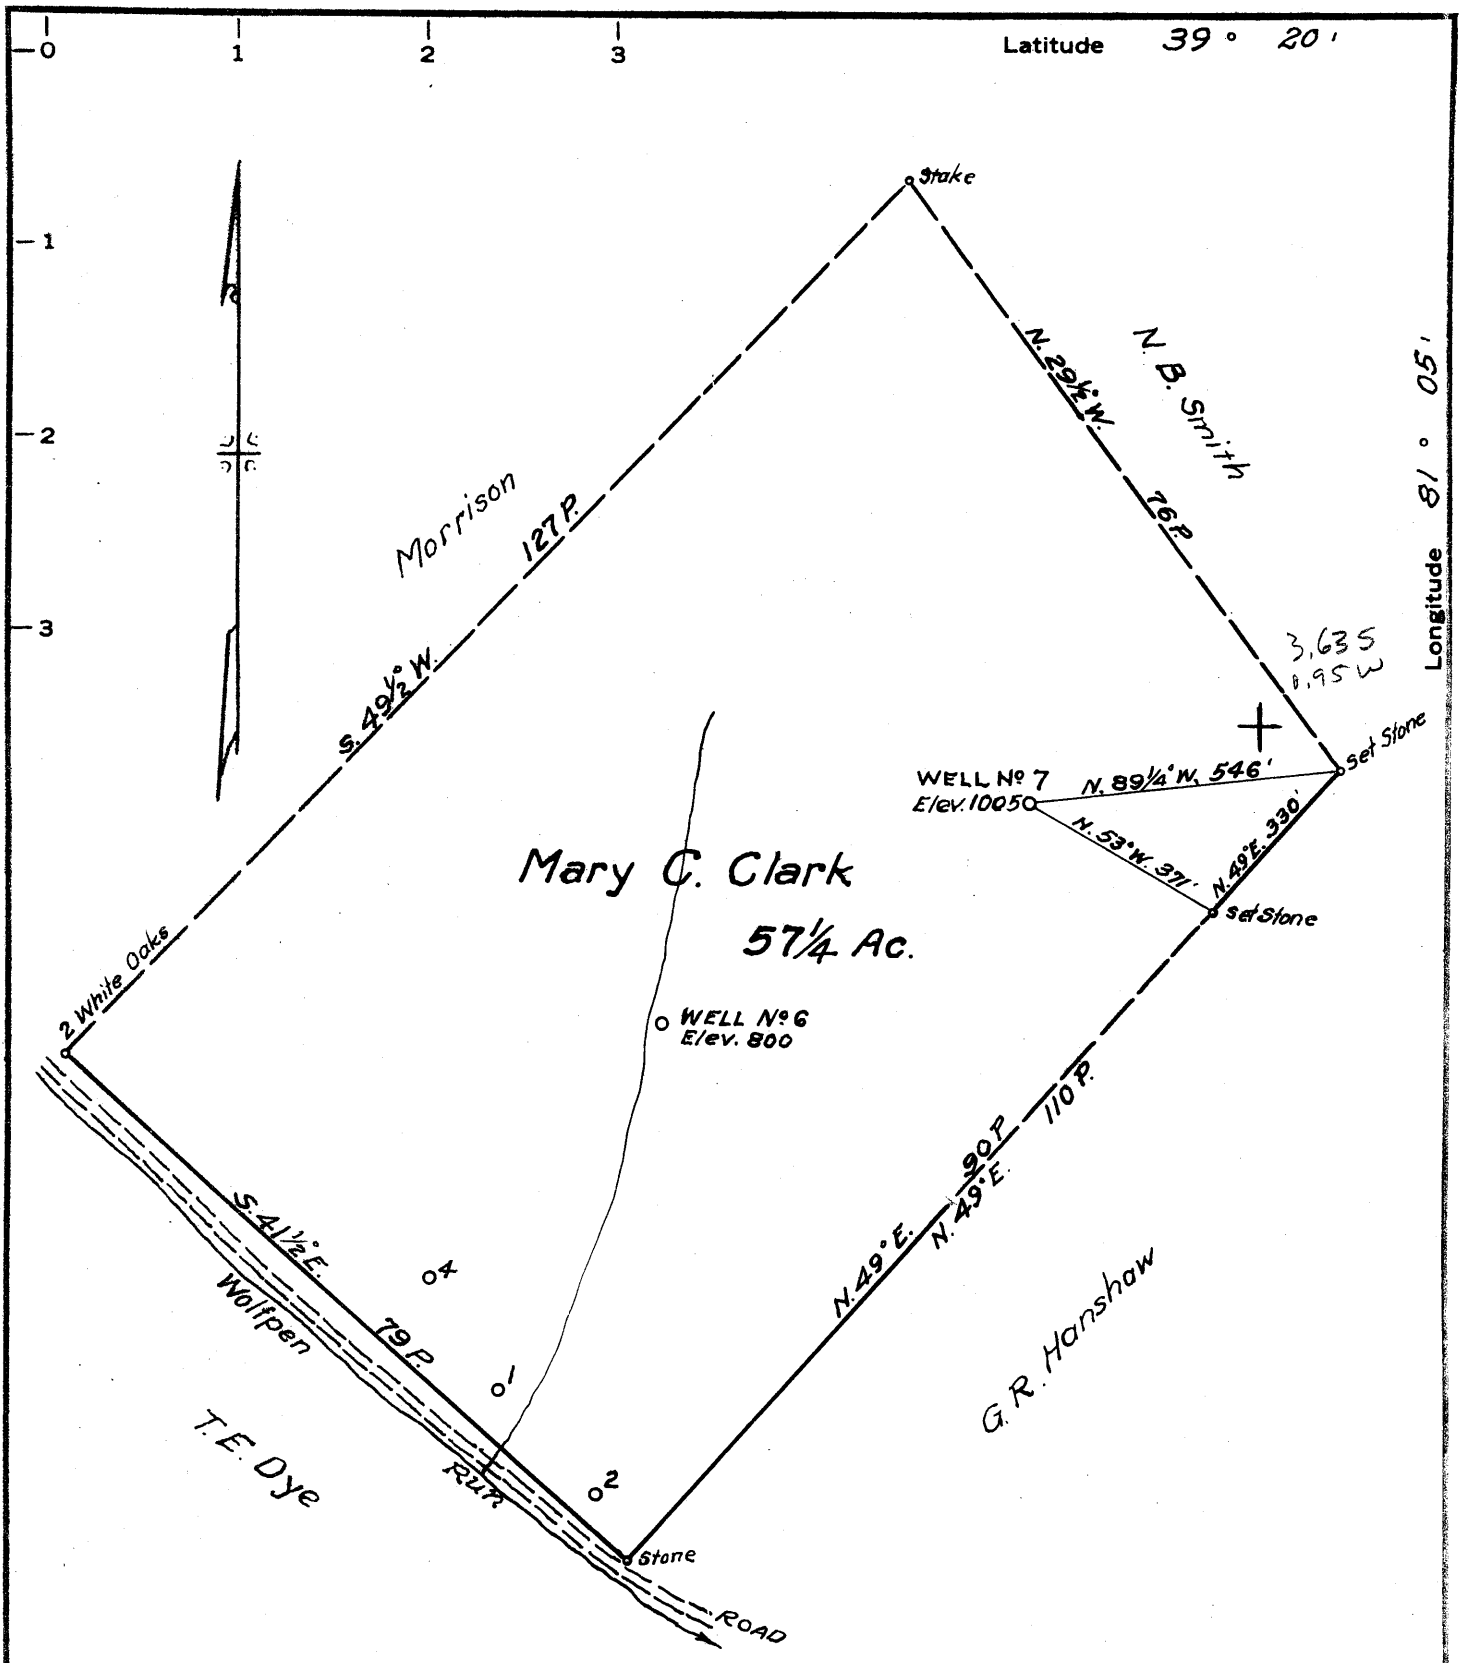 0
1
2
3
Latitude 39° 20'
0
1
2
3
Longitude 81° 05'
Stake
N. 29½° W.
76 P.
N. B. Smith
Morrison
127 P.
S. 49½° W.
3.63 S
0.95 W
Set Stone
WELL Nº 7
Elev. 1005
N. 89¼° W. 546'
N. 53° W. 371'
N. 49° E. 330'
Set Stone
Mary C. Clark
57¼ Ac.
2 White Oaks
WELL Nº 6
Elev. 800
90 P
110 P.
N. 49° E.
N. 49° E.
G. R. Hanshaw
S. 41½° E.
79 P.
4
1
2
Wolfpen
Run
T. E. Dye
Stone
ROAD